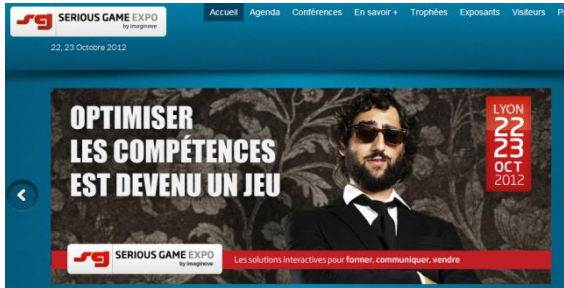 SERIOUS GAME EXPO
by imaginove
Accueil Agenda Conférences En savoir + Trophées Exposants Visiteurs
22, 23 Octobre 2012
OPTIMISER
LES COMPÉTENCES
EST DEVENU UN JEU
LYON
22
23
OCT
2012
SERIOUS GAME EXPO
by imaginove
Les solutions interactives pour former, communiquer, vendre